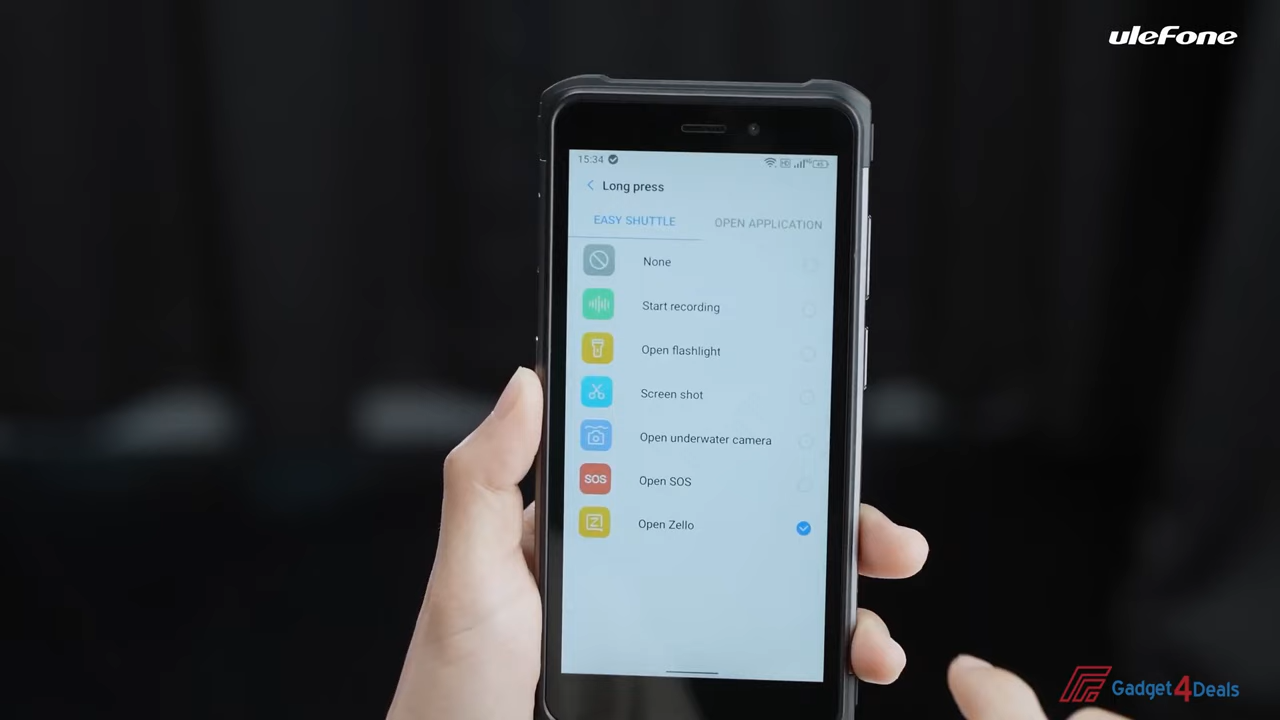 uleFone
15:34
Long press
EASY SHUTTLE
OPEN APPLICATION
None
Start recording
Open flashlight
Screen shot
Open underwater camera
SOS
Open SOS
Z
Open Zello
Gadget4Deals